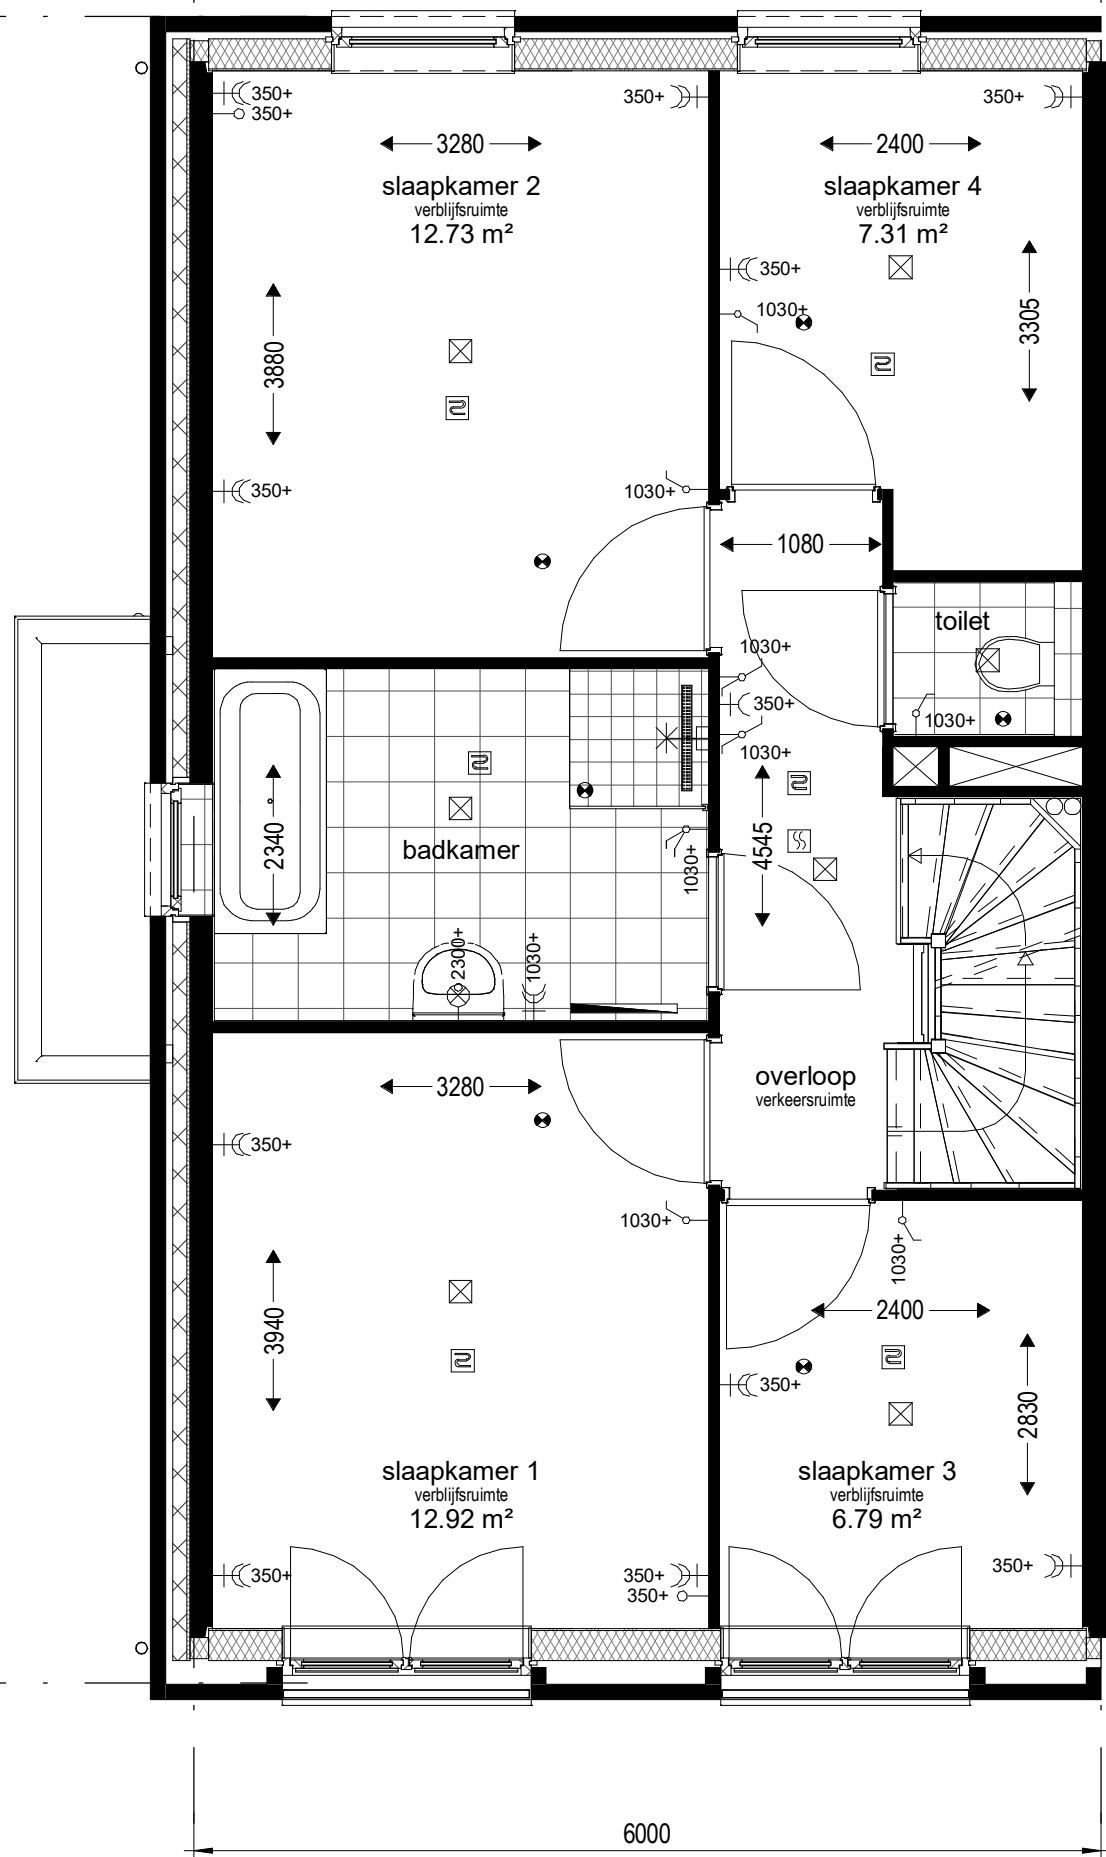 350+
350+
350+
350+
3280
2400
slaapkamer 2
verblijfsruimte
12.73 m²
slaapkamer 4
verblijfsruimte
7.31 m²
350+
1030+
3880
3305
350+
1030+
1080
toilet
1030+
350+
1030+
1030+
2340
badkamer
1030+
4545
2300+
1030+
overloop
verkeersruimte
3280
350+
1030+
1030+
3940
2400
350+
2830
slaapkamer 1
verblijfsruimte
12.92 m²
slaapkamer 3
verblijfsruimte
6.79 m²
350+
350+
350+
350+
6000